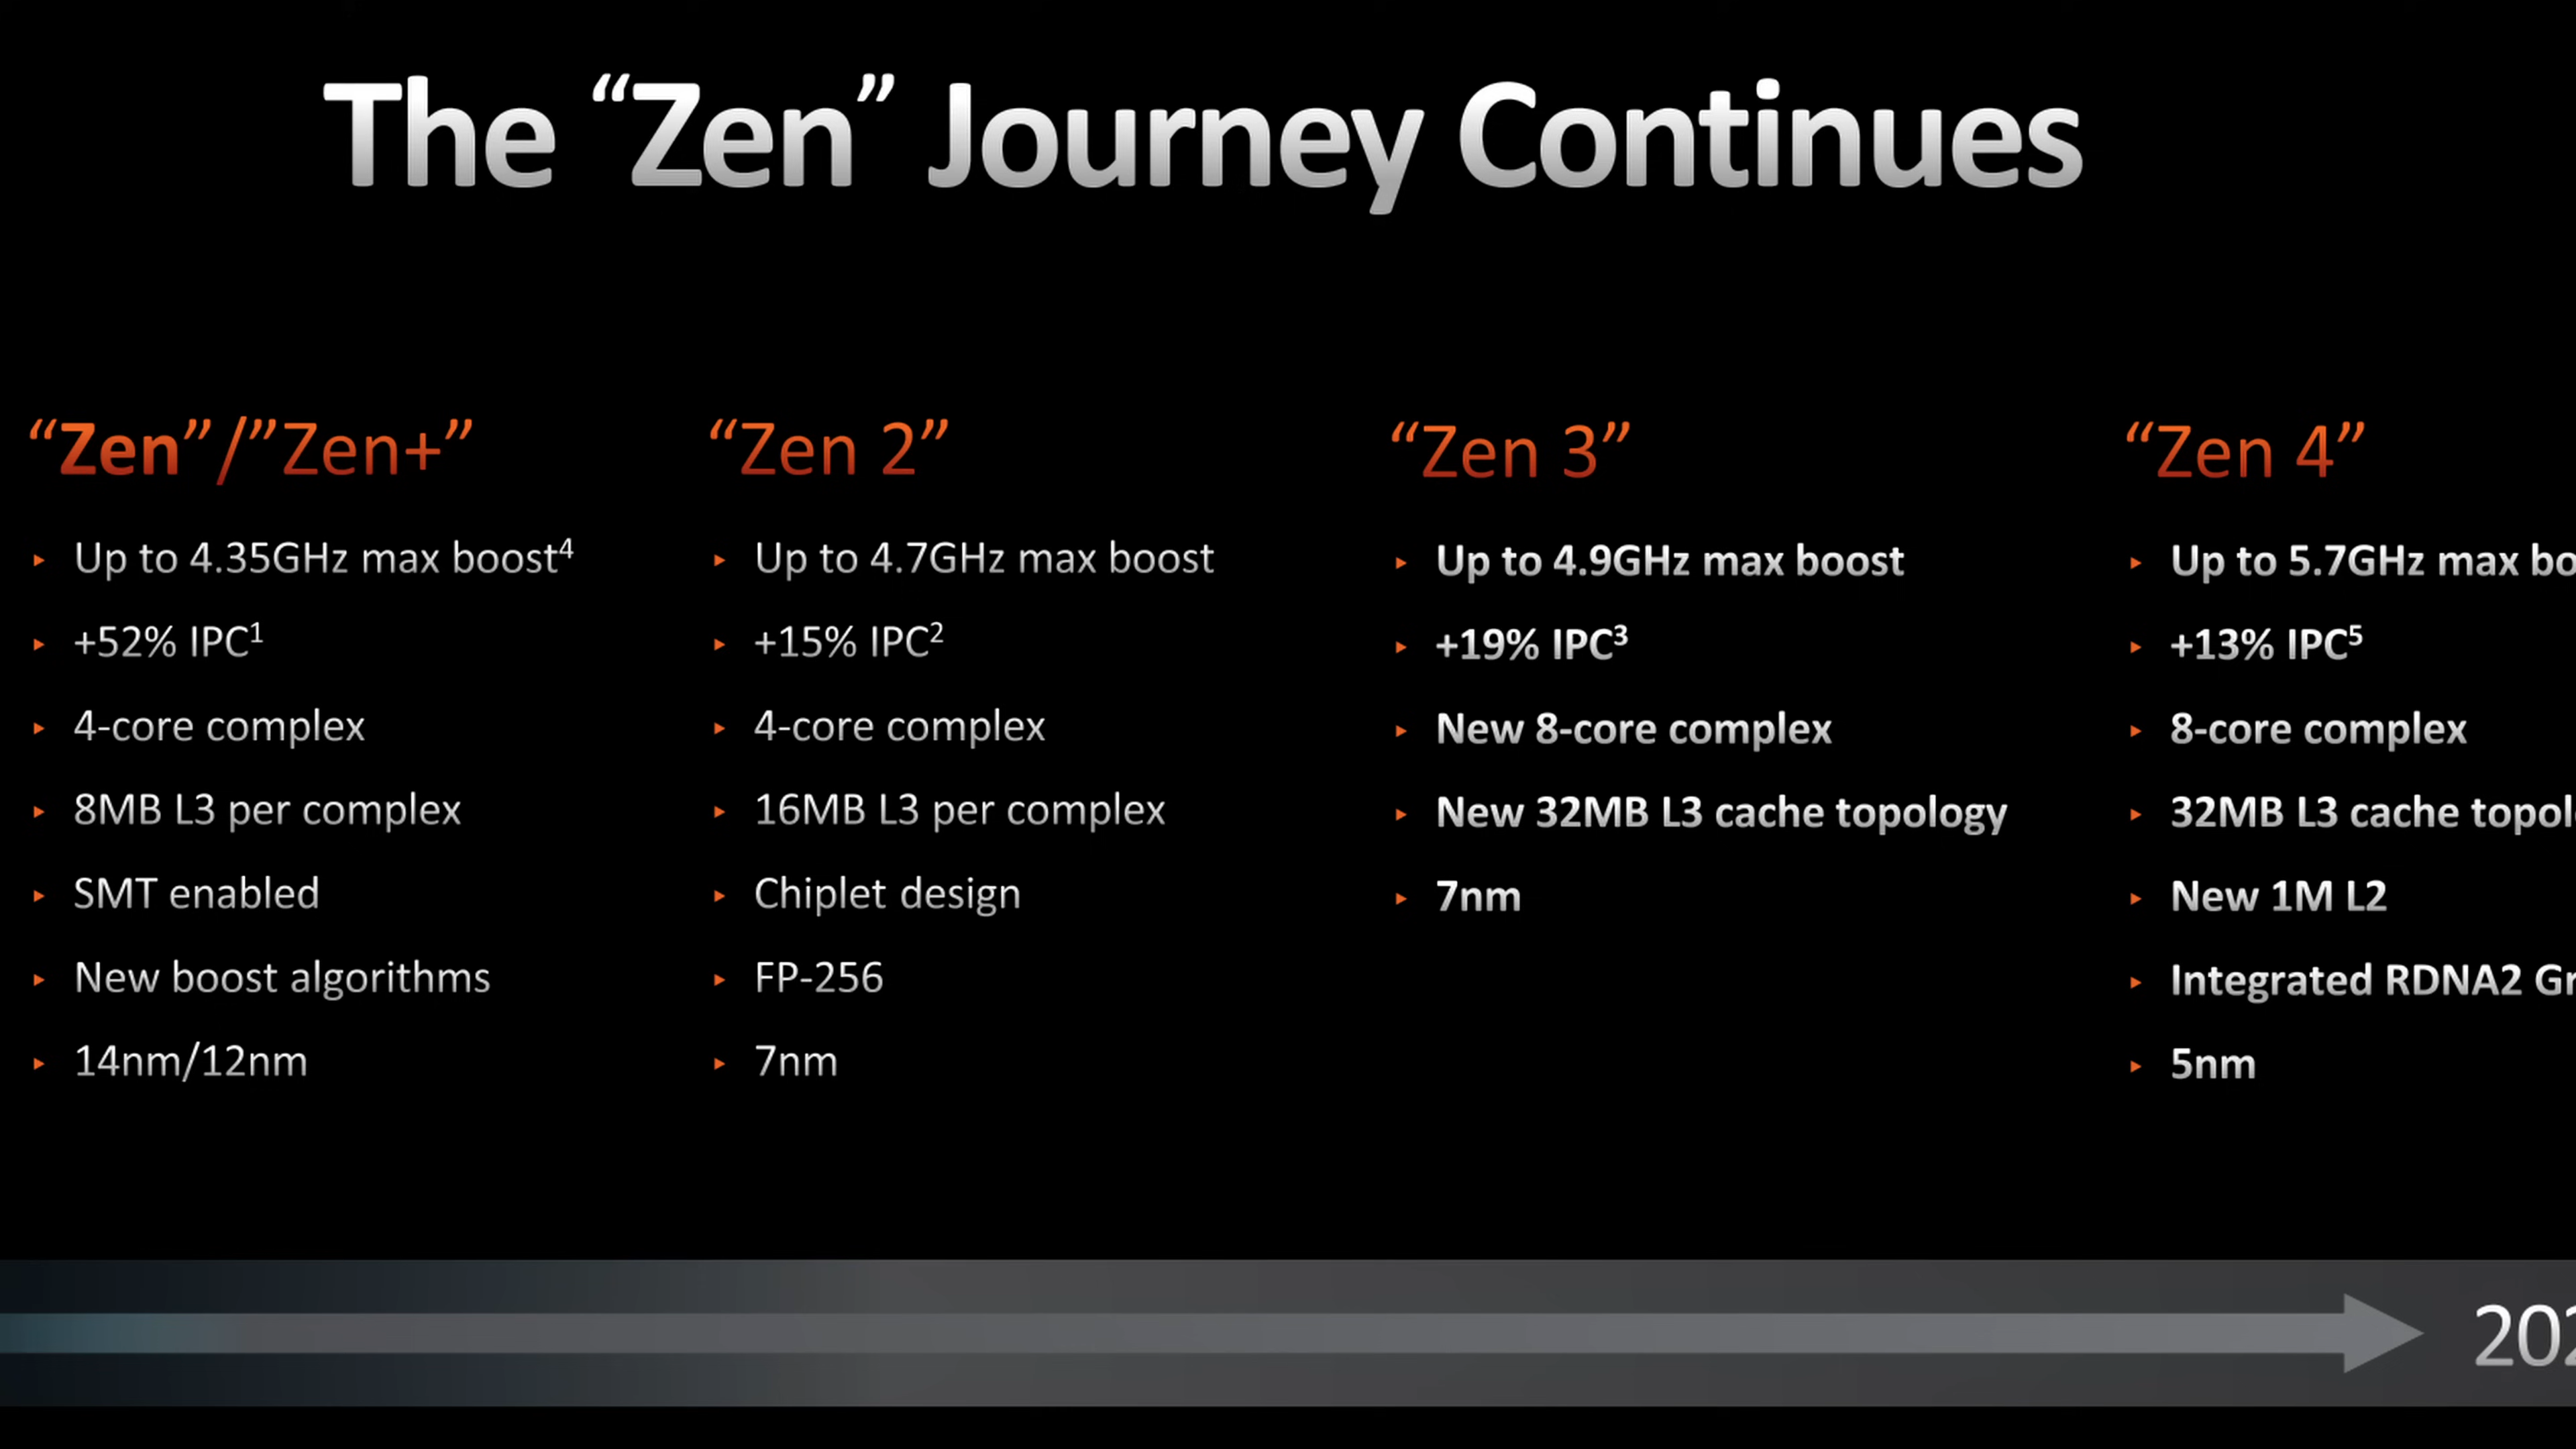 The “Zen” Journey Continues
“Zen”/”Zen+”
Up to 4.35GHz max boost⁴
+52% IPC¹
4-core complex
8MB L3 per complex
SMT enabled
New boost algorithms
14nm/12nm
“Zen 2”
Up to 4.7GHz max boost
+15% IPC²
4-core complex
16MB L3 per complex
Chiplet design
FP-256
7nm
“Zen 3”
Up to 4.9GHz max boost
+19% IPC³
New 8-core complex
New 32MB L3 cache topology
7nm
“Zen 4”
Up to 5.7GHz max
+13% IPC⁵
8-core complex
32MB L3 cache
New 1M L2
Integrated RDNA2
5nm